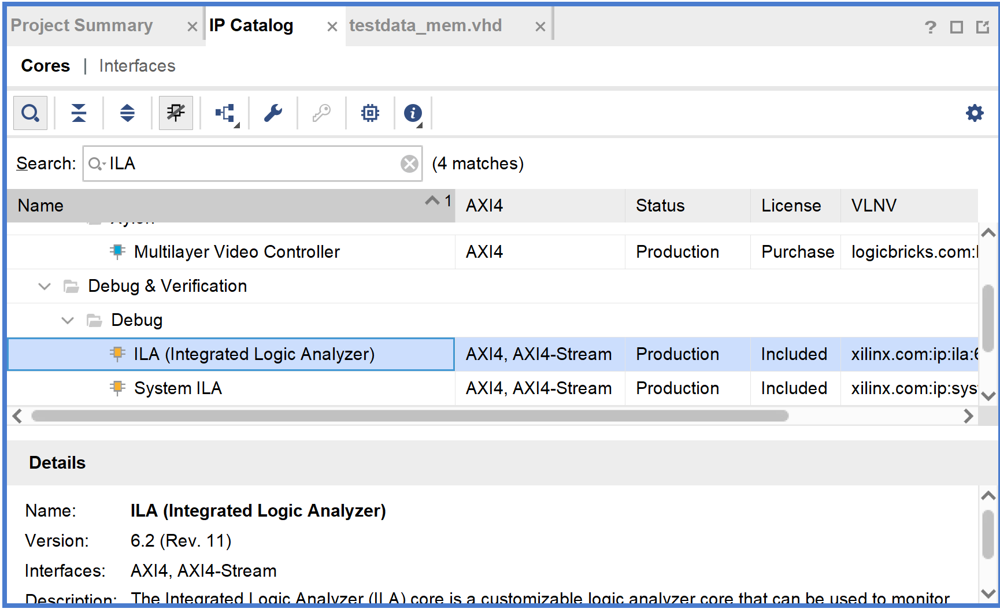 Project Summary IP Catalog testdata_mem.vhd
Cores | Interfaces
Search: ILA (4 matches)
Name 1 AXI4 Status License VLNV
Xylon
Multilayer Video Controller AXI4 Production Purchase logicbricks.com:l
Debug & Verification
Debug
ILA (Integrated Logic Analyzer) AXI4, AXI4-Stream Production Included xilinx.com:ip:ila:6
System ILA AXI4, AXI4-Stream Production Included xilinx.com:ip:sys
Details
Name: ILA (Integrated Logic Analyzer)
Version: 6.2 (Rev. 11)
Interfaces: AXI4, AXI4-Stream
Description: The Integrated Logic Analyzer (ILA) core is a customizable logic analyzer core that can be used to monitor